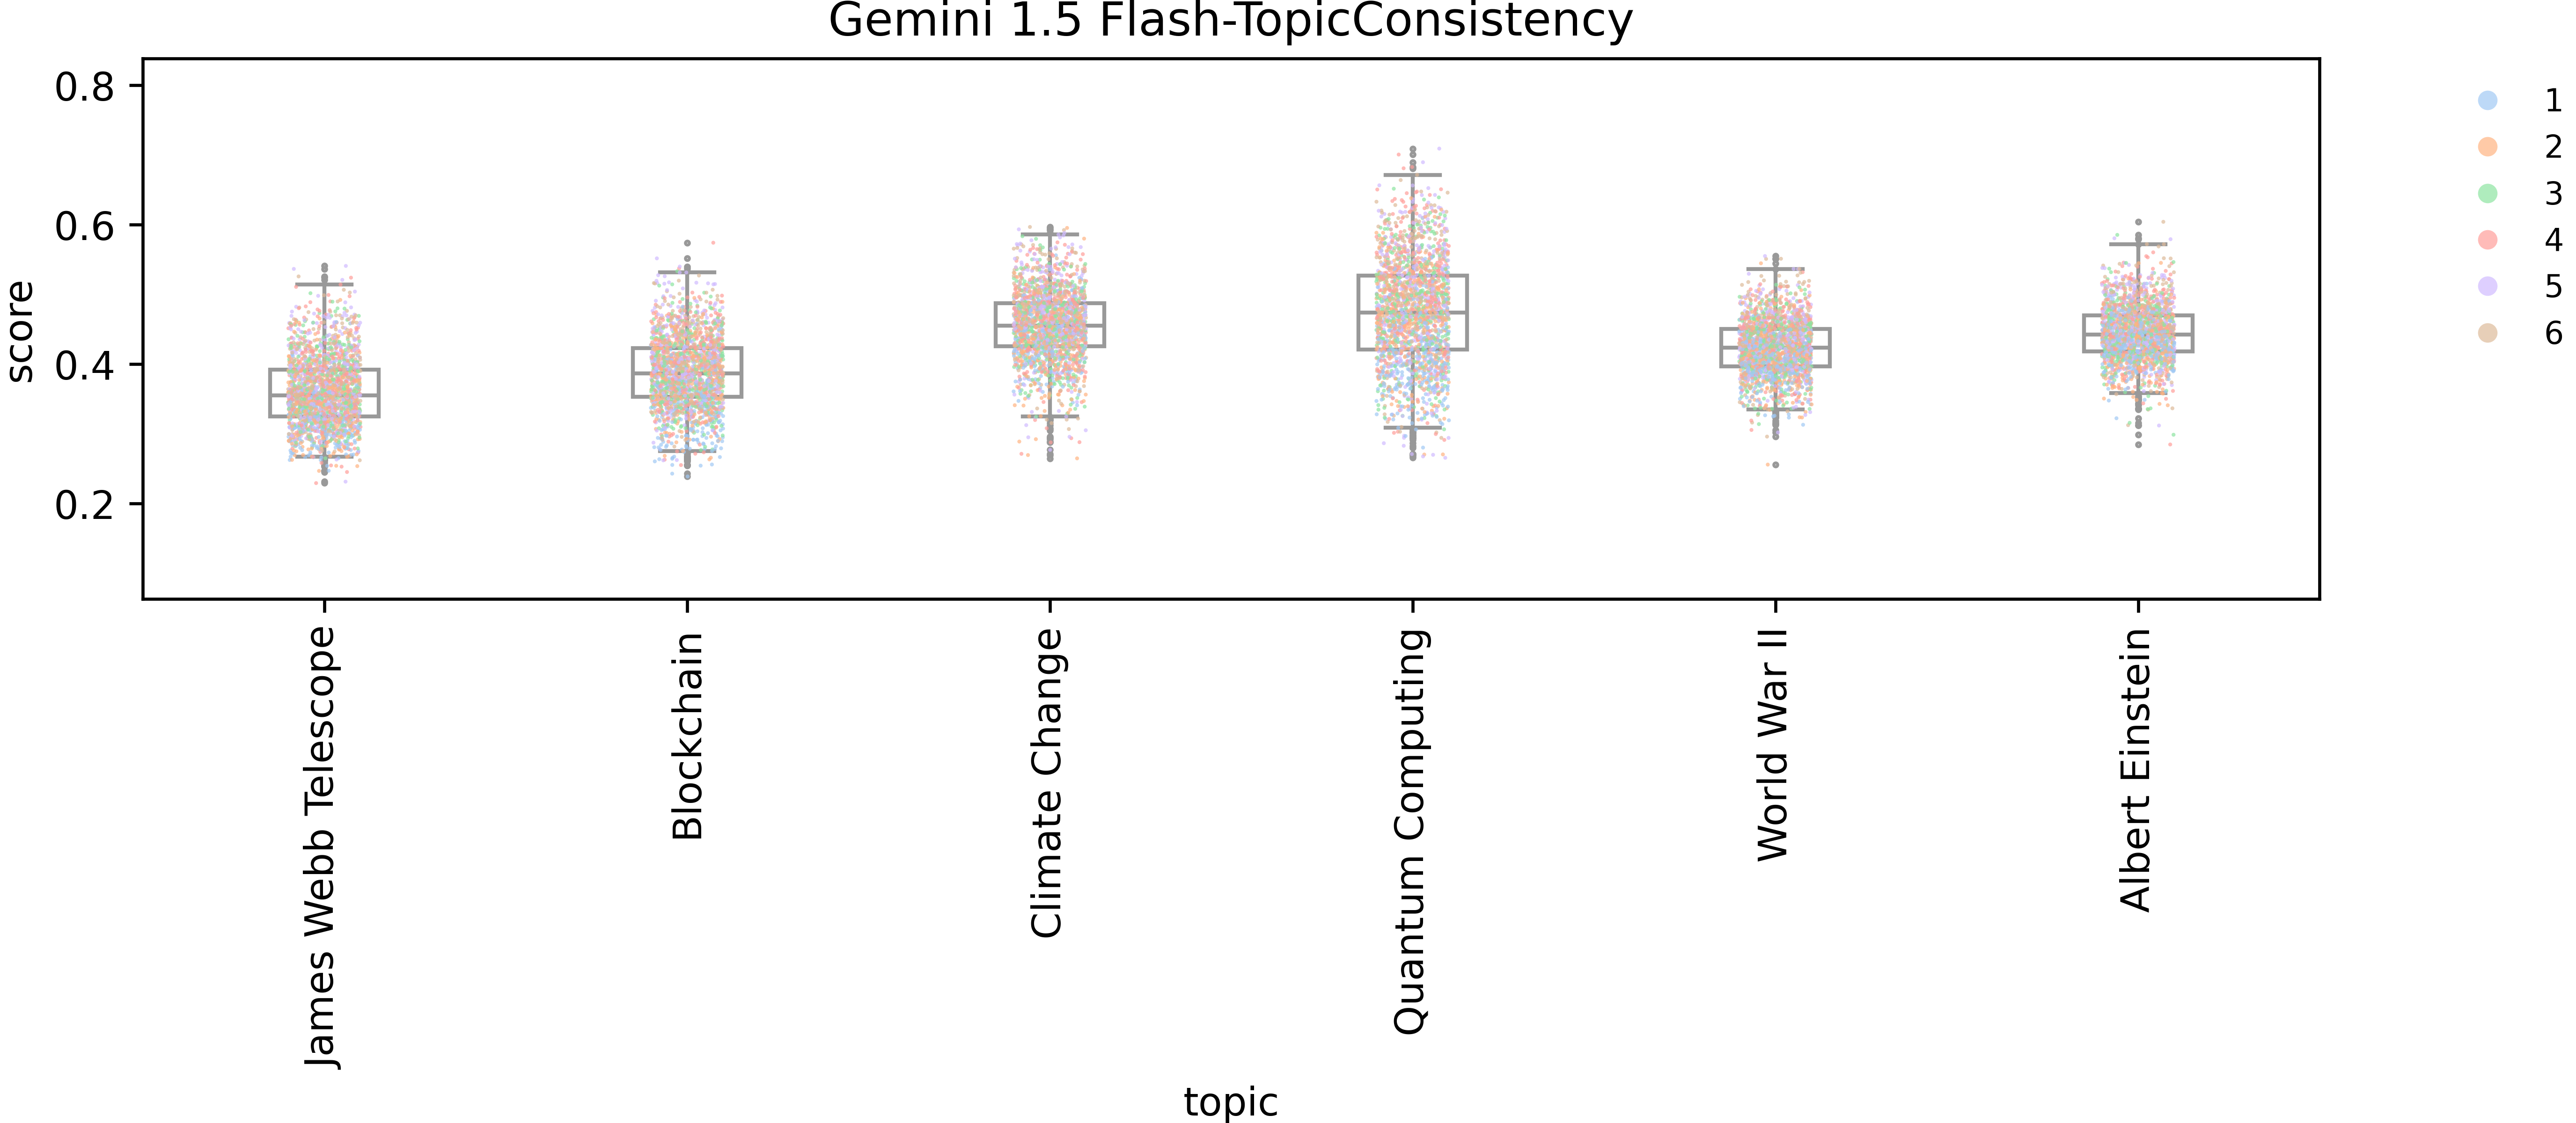 Gemini 1.5 Flash-TopicConsistency
score
0.8
0.6
0.4
0.2
James Webb Telescope
Blockchain
Climate Change
Quantum Computing
World War II
Albert Einstein
topic
1
2
3
4
5
6